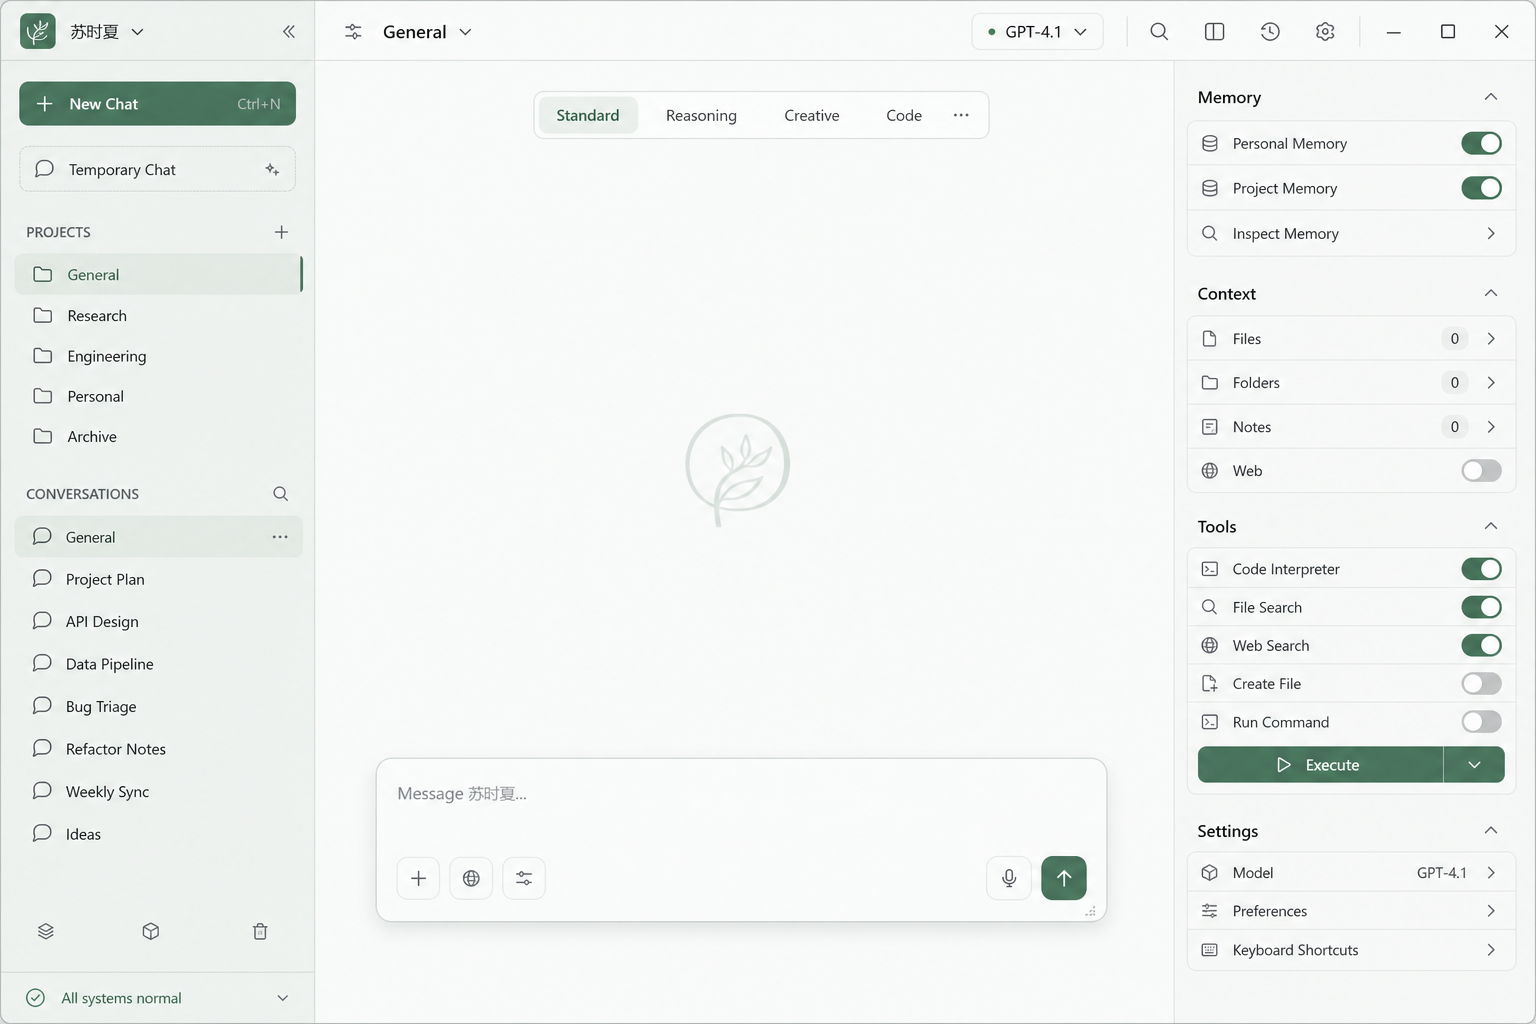 苏时夏
General
GPT-4.1
New Chat Ctrl+N
Temporary Chat
PROJECTS
General
Research
Engineering
Personal
Archive
CONVERSATIONS
General
Project Plan
API Design
Data Pipeline
Bug Triage
Refactor Notes
Weekly Sync
Ideas
All systems normal
Standard Reasoning Creative Code
Message 苏时夏...
Memory
Personal Memory
Project Memory
Inspect Memory
Context
Files 0
Folders 0
Notes 0
Web
Tools
Code Interpreter
File Search
Web Search
Create File
Run Command
Execute
Settings
Model GPT-4.1
Preferences
Keyboard Shortcuts